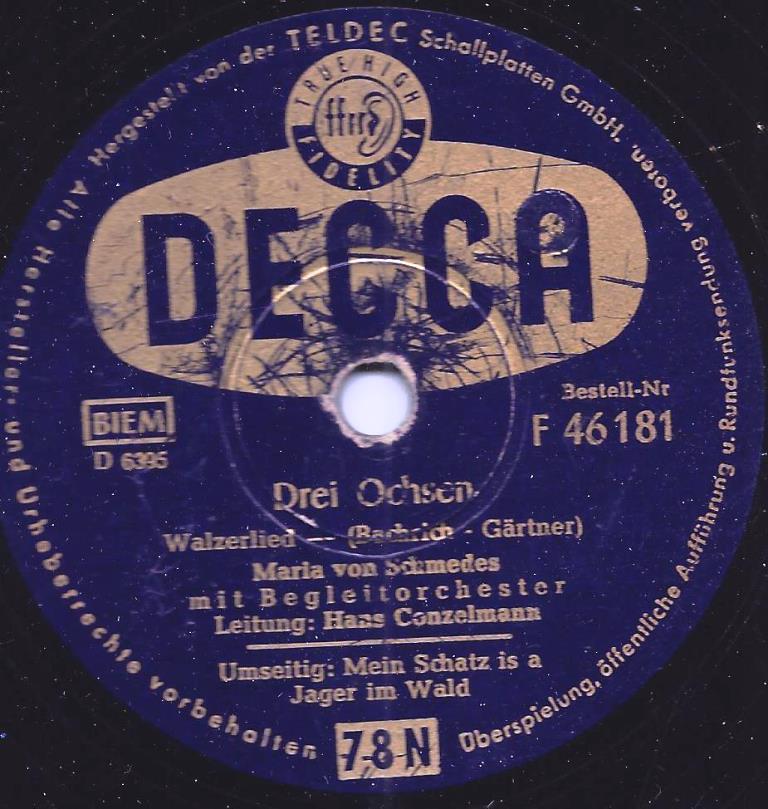 Alle Hersteller- und Urheberrechte vorbehalten
Hergestellt von der TELDEC Schallplatten GmbH.
Überspielung, öffentliche Aufführung u. Rundfunksendung verboten.
TRUE HIGH
ffrr
FIDELITY
DECCA
BIEM
D 6395
Bestell-Nr
F 46181
Drei Ochsen
Walzerlied — (Bachrich - Gärtner)
Maria von Schmedes
mit Begleitorchester
Leitung: Hans Conzelmann
Umseitig: Mein Schatz is a
Jager im Wald
78 N